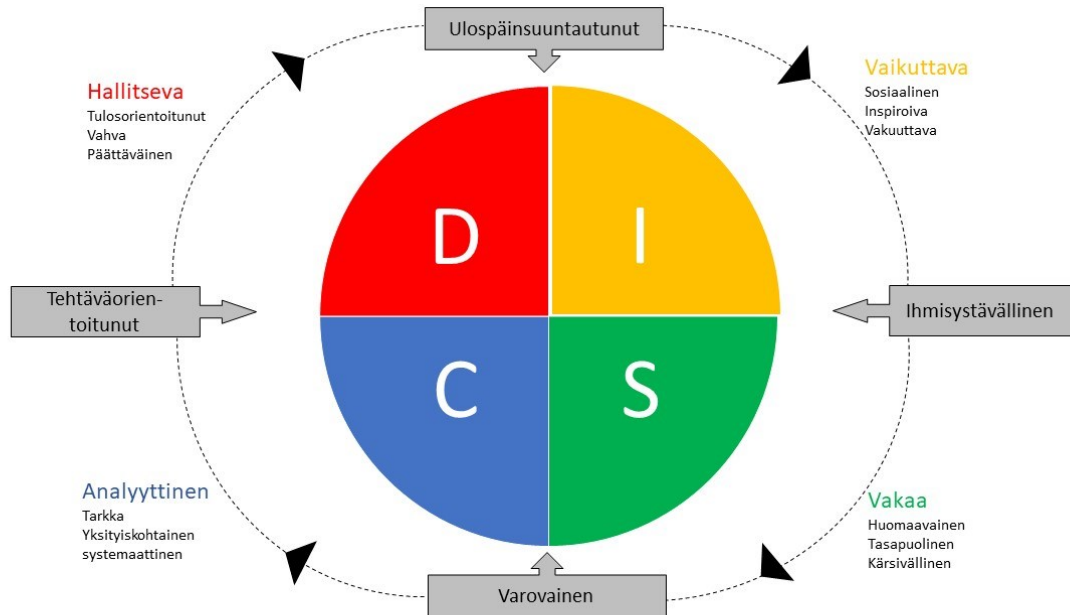 Ulospäinsuuntautunut
Hallitseva
Tulosorientoitunut
Vahva
Päättäväinen
Vaikuttava
Sosiaalinen
Inspiroiva
Vakuuttava
D
I
Tehtäväorien-
toitunut
Ihmisystävällinen
C
S
Analyyttinen
Tarkka
Yksityiskohtainen
systemaattinen
Vakaa
Huomaavainen
Tasapuolinen
Kärsivällinen
Varovainen